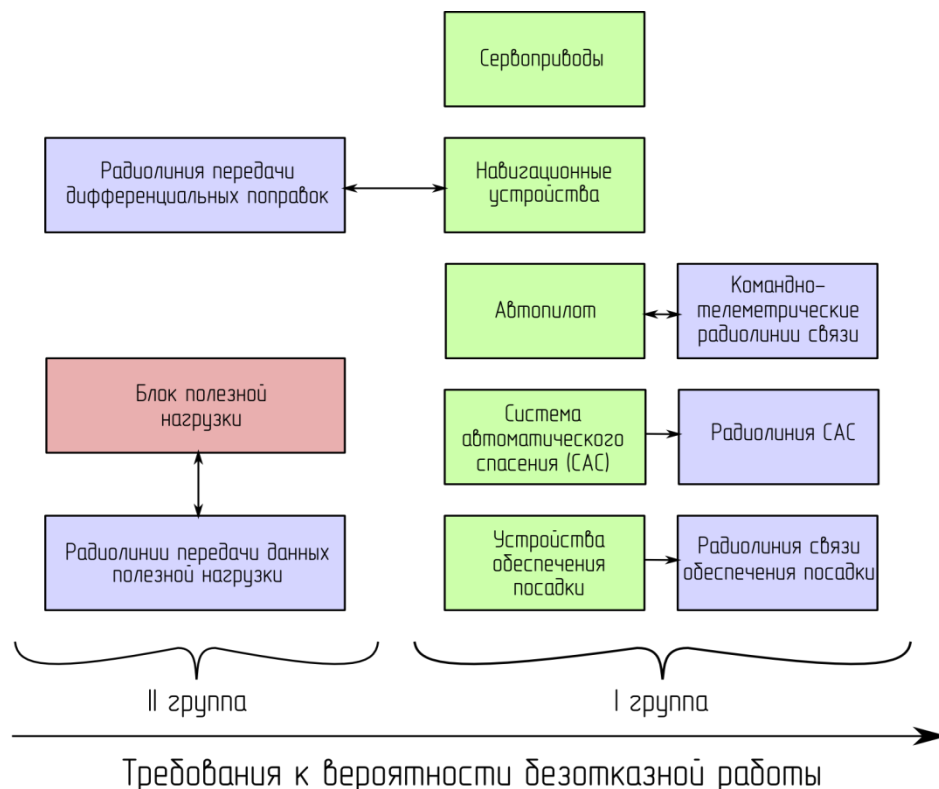 Сервоприводы
Радиолиния передачи
дифференциальных поправок
Навигационные
устройства
Автопилот
Командно-
телеметрические
радиолинии связи
Блок полезной
нагрузки
Система
автоматического
спасения (САС)
Радиолиния САС
Радиолинии передачи данных
полезной нагрузки
Устройства
обеспечения
посадки
Радиолиния связи
обеспечения посадки
II группа
I группа
Требования к вероятности безотказной работы